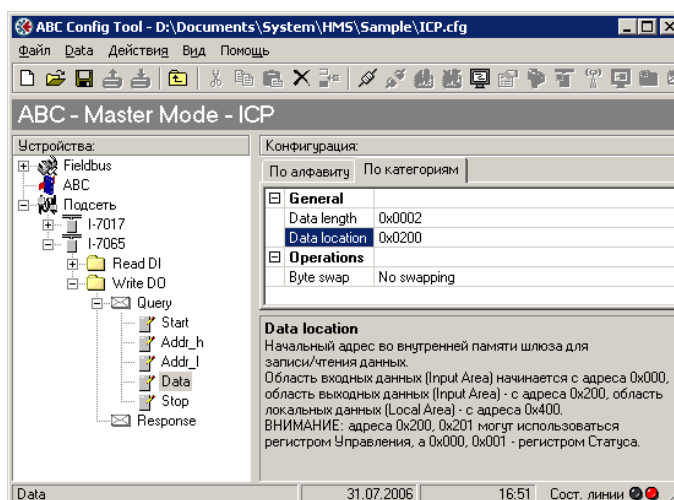 ABC Config Tool - D:\Documents\System\HMS\Sample\ICP.cfg
Файл Data Действия Вид Помощь
ABC - Master Mode - ICP
Устройства:
Fieldbus
ABC
Подсеть
I-7017
I-7065
Read DI
Write DO
Query
Start
Addr_h
Addr_l
Data
Stop
Response
Конфигурация:
По алфавиту По категориям
General
Data length 0x0002
Data location 0x0200
Operations
Byte swap No swapping
Data location
Начальный адрес во внутренней памяти шлюза для
записи/чтения данных.
Область входных данных (Input Area) начинается с адреса 0x000,
область выходных данных (Input Area) - с адреса 0x200, область
локальных данных (Local Area) - с адреса 0x400.
ВНИМАНИЕ: адреса 0x200, 0x201 могут использоваться
регистром Управления, а 0x000, 0x001 - регистром Статуса.
Data 31.07.2006 16:51 Сост. линии